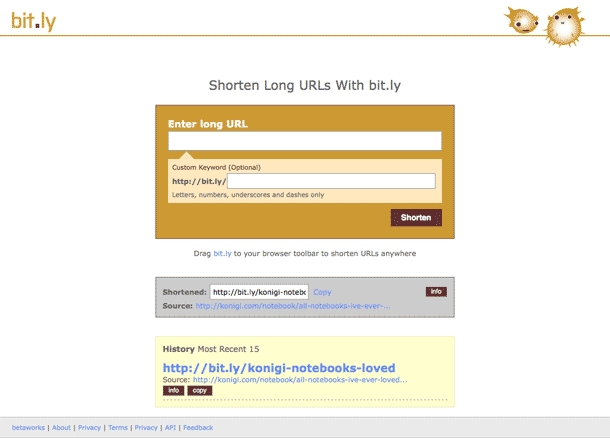 bit.ly
Shorten Long URLs With bit.ly
Enter long URL
Custom Keyword (Optional)
http://bit.ly/
Letters, numbers, underscores and dashes only
Shorten
Drag bit.ly to your browser toolbar to shorten URLs anywhere
Shortened: http://bit.ly/konigi-notebo Copy info
Source: http://konigi.com/notebook/all-notebooks-ive-ever-...
History Most Recent 15
http://bit.ly/konigi-notebooks-loved
Source: http://konigi.com/notebook/all-notebooks-ive-ever-loved...
info copy
betaworks | About | Privacy | Terms | Privacy | API | Feedback